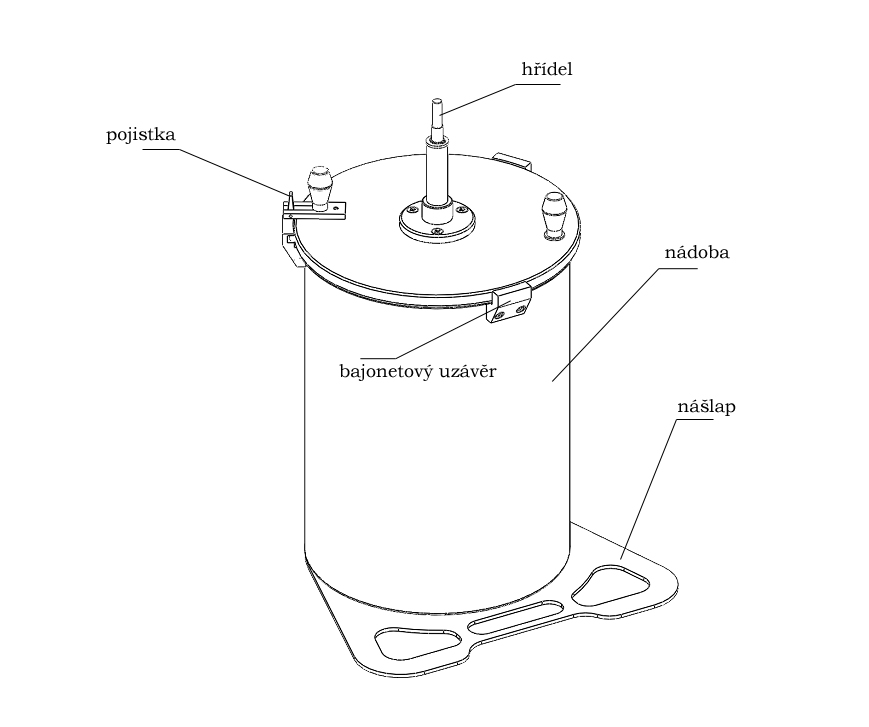 hřídel
pojistka
nádoba
bajonetový uzávěr
nášlap